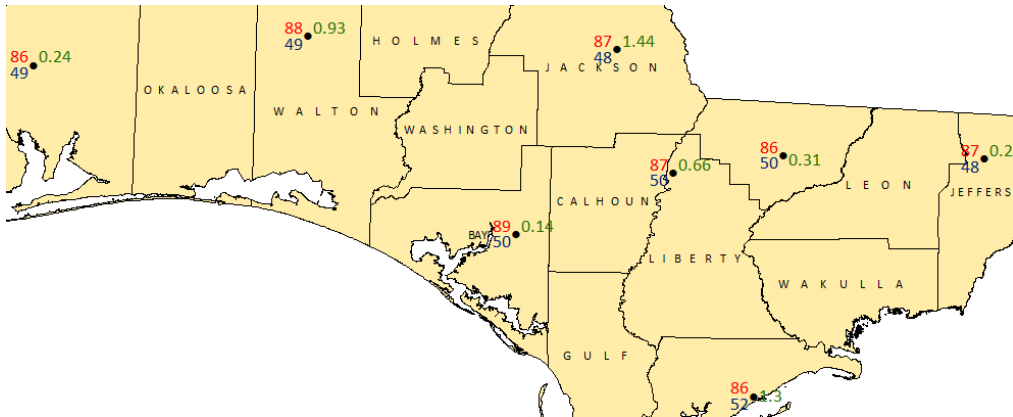 88 0.93
49
HOLMES
87 1.44
48
86 0.24
49
JACKSON
OKALOOSA
WALTON
WASHINGTON
86 0.31
50
87 0.2
48
87 0.66
50
LEON
JEFFERS
CALHOUN
89 0.14
BAY 50
LIBERTY
WAKULLA
GULF
86 1.3
52